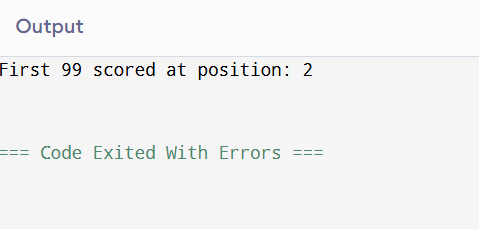 Output
First 99 scored at position: 2
=== Code Exited With Errors ===